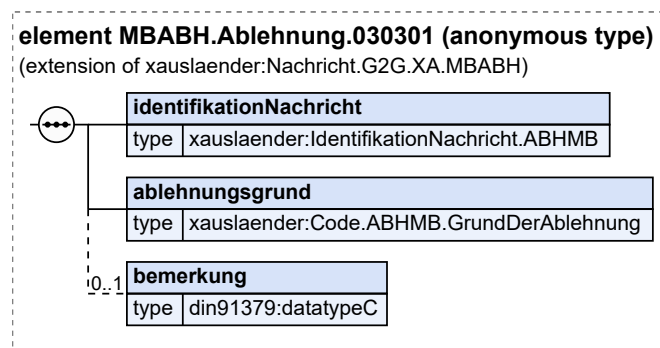 element MBABH.Ablehnung.030301 (anonymous type)
(extension of xauslaender:Nachricht.G2G.XA.MBABH)
identifikationNachricht
type xauslaender:IdentifikationNachricht.ABHMB
ablehnungsgrund
type xauslaender:Code.ABHMB.GrundDerAblehnung
0..1 bemerkung
type din91379:datatypeC